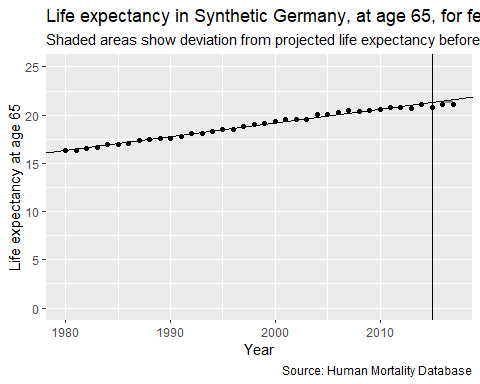 Life expectancy in Synthetic Germany, at age 65, for fe
Shaded areas show deviation from projected life expectancy before
25
20
15
10
5
0
Life expectancy at age 65
1980 1990 2000 2010
Year
Source: Human Mortality Database